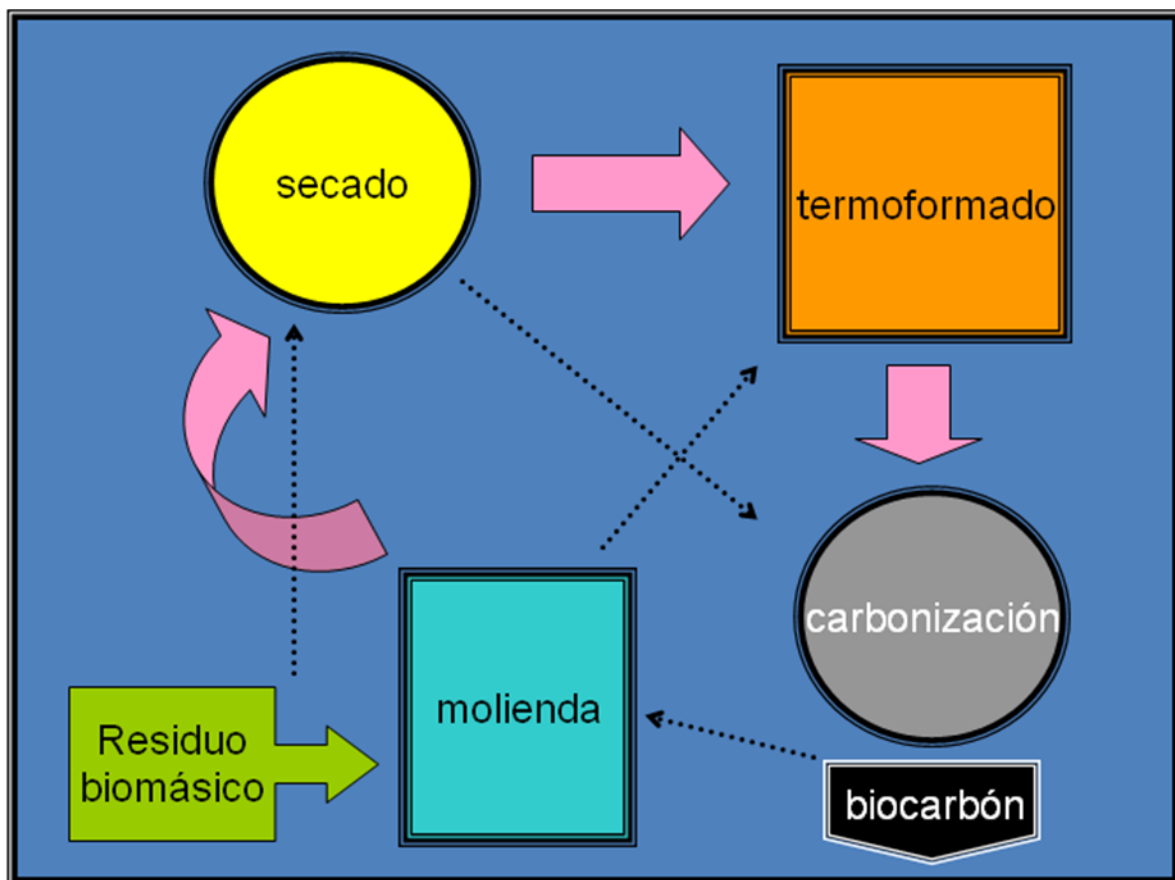 secado
termoformado
carbonización
molienda
Residuo
biomásico
biocarbón